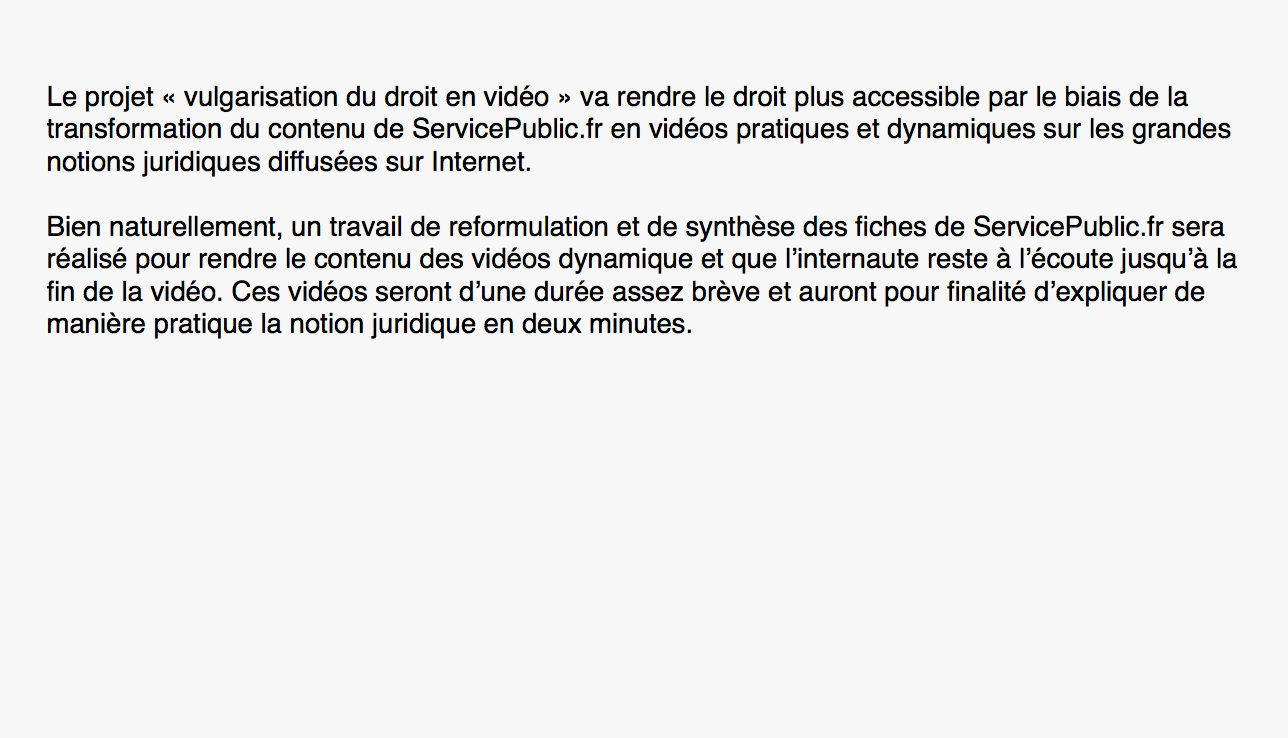 Le projet « vulgarisation du droit en vidéo » va rendre le droit plus accessible par le biais de la
transformation du contenu de ServicePublic.fr en vidéos pratiques et dynamiques sur les grandes
notions juridiques diffusées sur Internet.
Bien naturellement, un travail de reformulation et de synthèse des fiches de ServicePublic.fr sera
réalisé pour rendre le contenu des vidéos dynamique et que l’internaute reste à l’écoute jusqu’à la
fin de la vidéo. Ces vidéos seront d’une durée assez brève et auront pour finalité d’expliquer de
manière pratique la notion juridique en deux minutes.